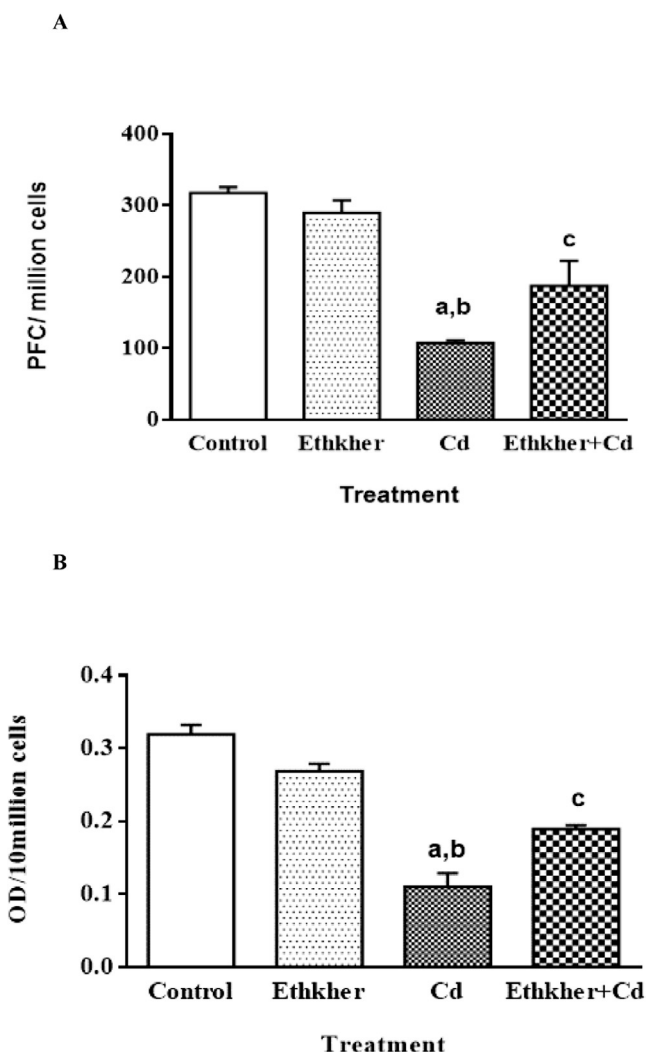 A
PFC/ million cells
400
300
200
100
0
a,b
c
Control Ethkher Cd Ethkher+Cd
Treatment
B
OD/10million cells
0.4
0.3
0.2
0.1
0.0
a,b
c
Control Ethkher Cd Ethkher+Cd
Treatment